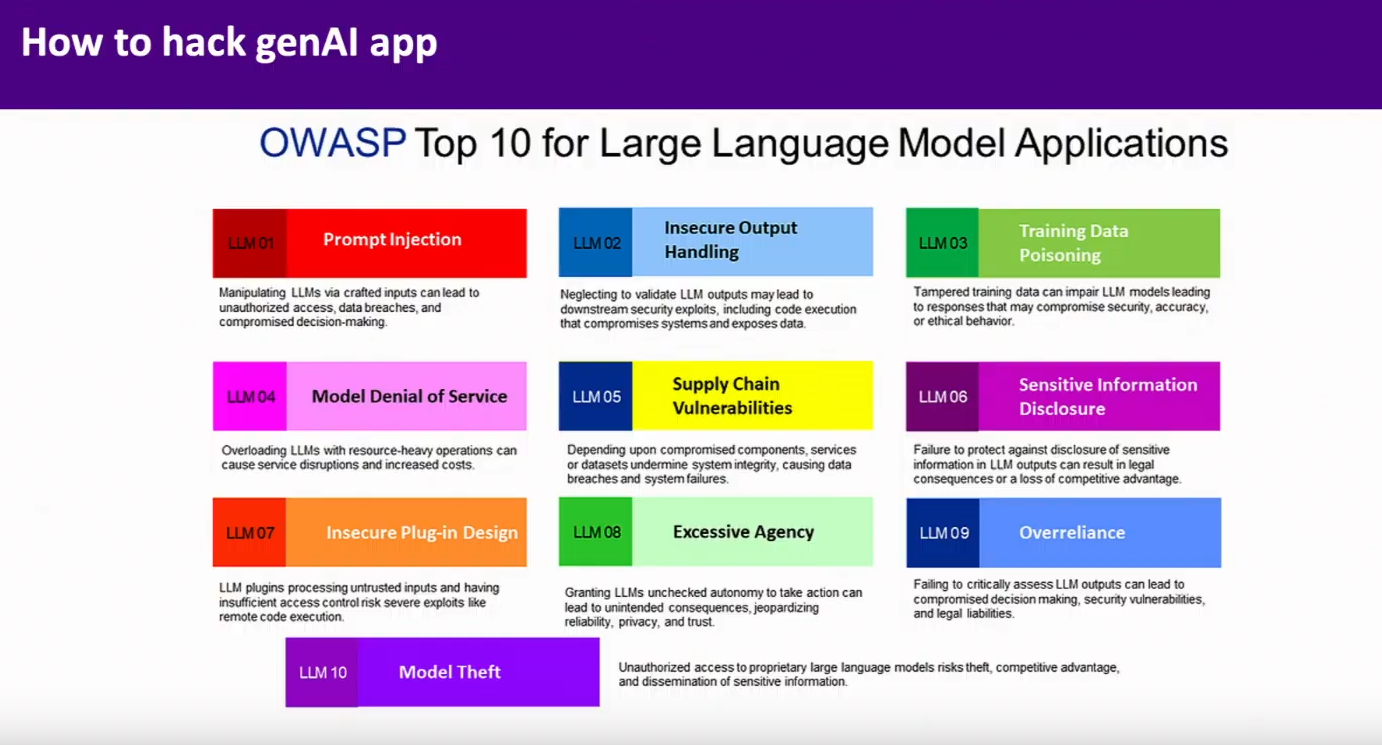 How to hack genAI app
OWASP Top 10 for Large Language Model Applications
LLM 01
Prompt Injection
Manipulating LLMs via crafted inputs can lead to
unauthorized access, data breaches, and
compromised decision-making.
LLM 02
Insecure Output
Handling
Neglecting to validate LLM outputs may lead to
downstream security exploits, including code execution
that compromises systems and exposes data.
LLM 03
Training Data
Poisoning
Tampered training data can impair LLM models leading
to responses that may compromise security, accuracy,
or ethical behavior.
LLM 04
Model Denial of Service
Overloading LLMs with resource-heavy operations can
cause service disruptions and increased costs.
LLM 05
Supply Chain
Vulnerabilities
Depending upon compromised components, services
or datasets undermine system integrity, causing data
breaches and system failures.
LLM 06
Sensitive Information
Disclosure
Failure to protect against disclosure of sensitive
information in LLM outputs can result in legal
consequences or a loss of competitive advantage.
LLM 07
Insecure Plug-in Design
LLM plugins processing untrusted inputs and having
insufficient access control risk severe exploits like
remote code execution.
LLM 08
Excessive Agency
Granting LLMs unchecked autonomy to take action can
lead to unintended consequences, jeopardizing
reliability, privacy, and trust.
LLM 09
Overreliance
Failing to critically assess LLM outputs can lead to
compromised decision making, security vulnerabilities,
and legal liabilities.
LLM 10
Model Theft
Unauthorized access to proprietary large language models risks theft, competitive advantage,
and dissemination of sensitive information.